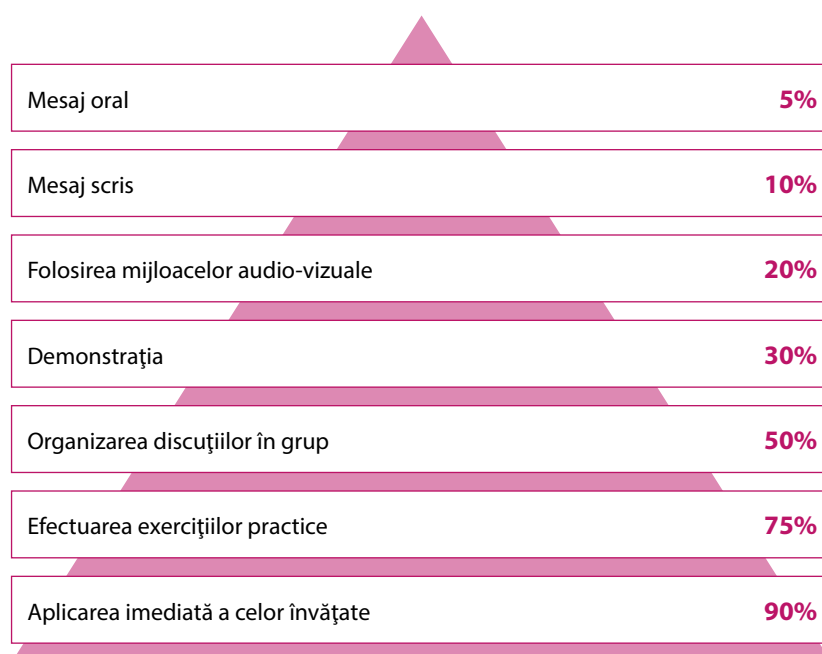 Mesaj oral 5%
Mesaj scris 10%
Folosirea mijloacelor audio-vizuale 20%
Demonstraţia 30%
Organizarea discuţiilor în grup 50%
Efectuarea exerciţiilor practice 75%
Aplicarea imediată a celor învăţate 90%